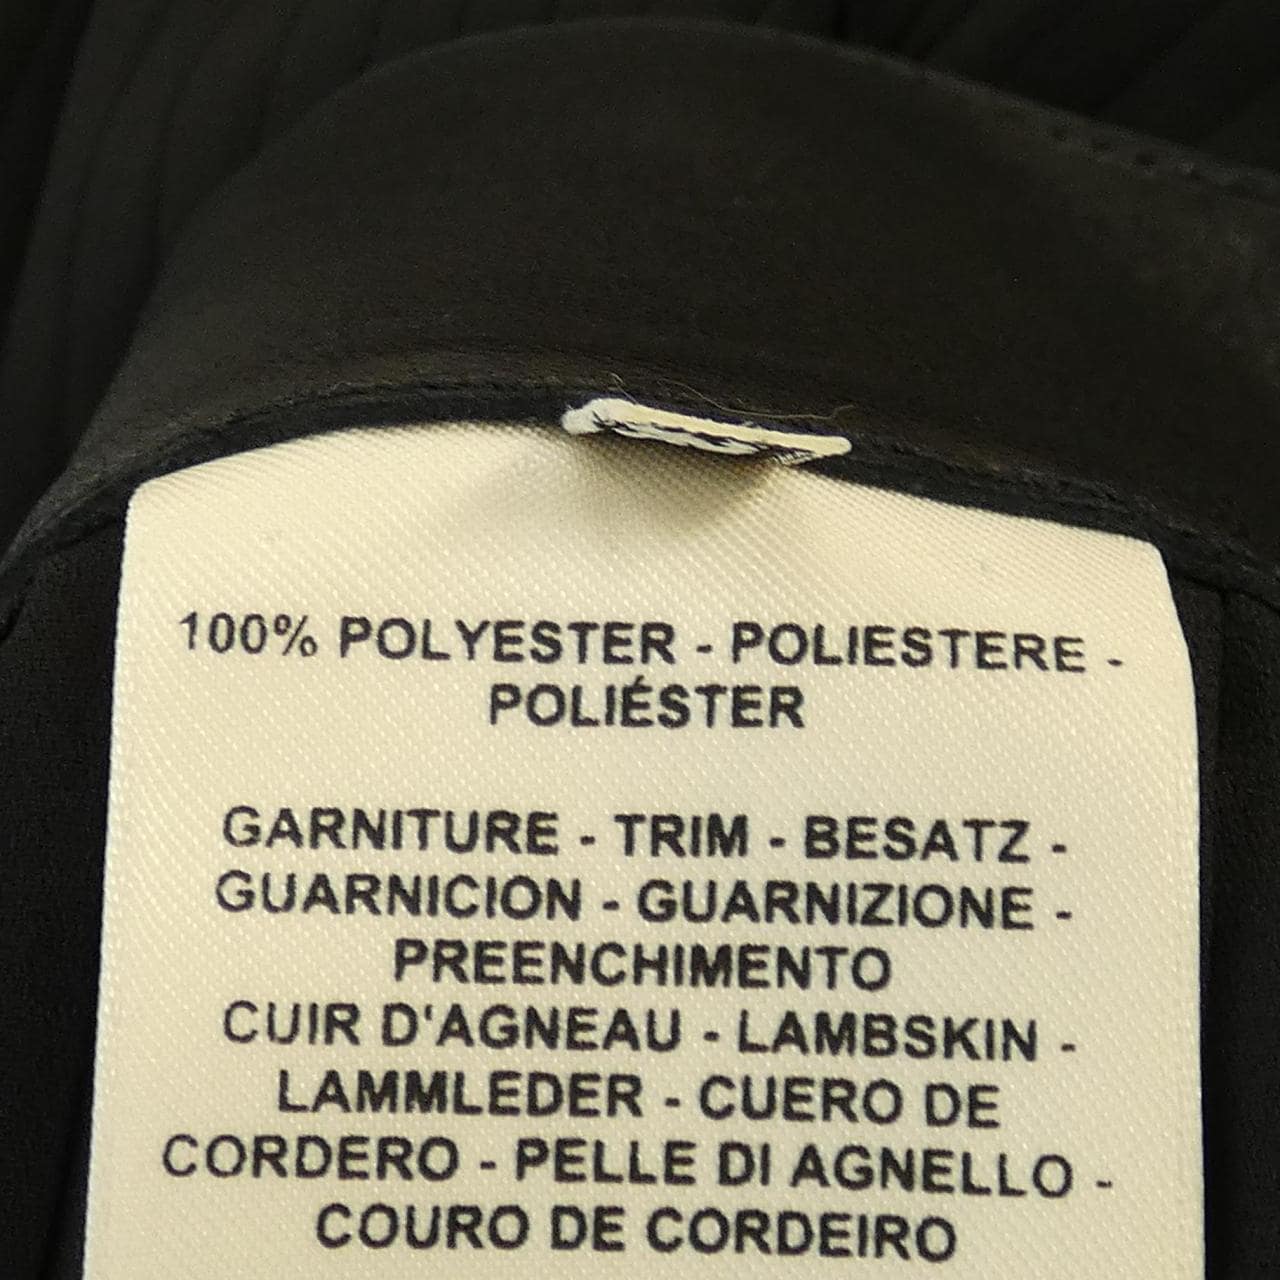 100% POLYESTER - POLIESTERE -
POLIÉSTER
GARNITURE - TRIM - BESATZ -
GUARNICION - GUARNIZIONE -
PREENCHIMENTO
CUIR D'AGNEAU - LAMBSKIN -
LAMMLEDER - CUERO DE
CORDERO - PELLE DI AGNELLO -
COURO DE CORDEIRO